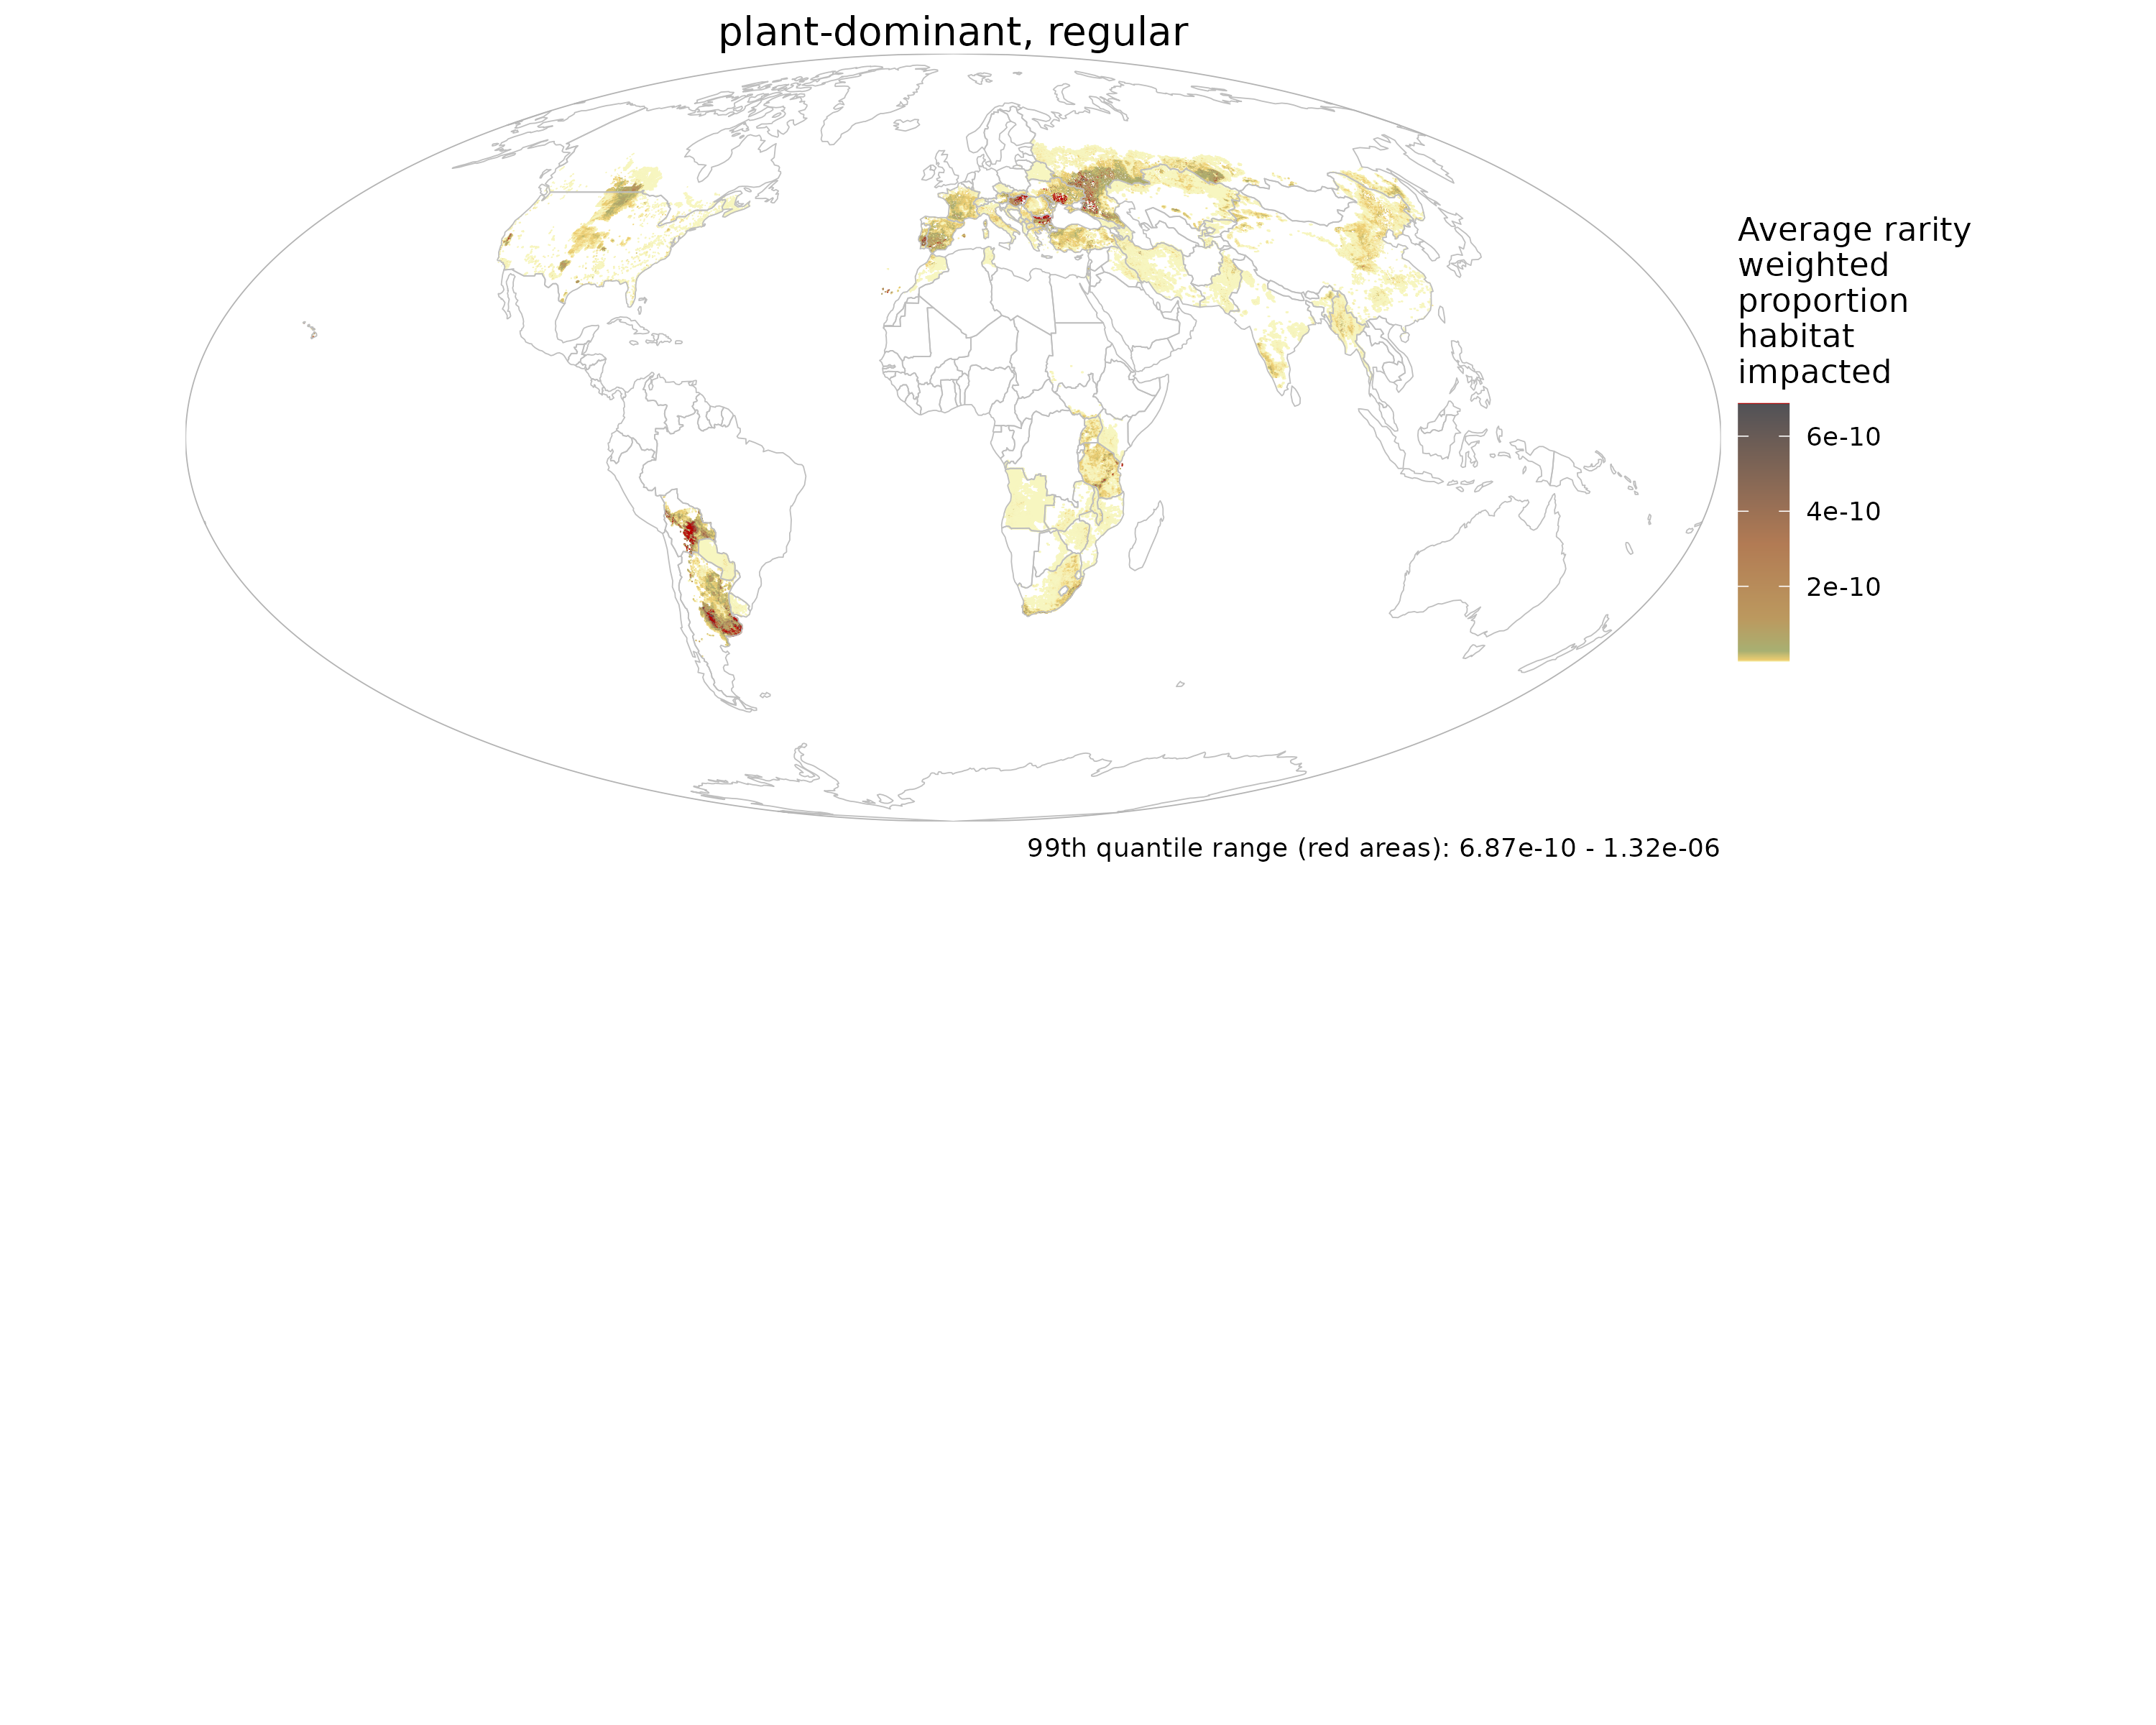 plant-dominant, regular
Average rarity
weighted
proportion
habitat
impacted
6e-10
4e-10
2e-10
99th quantile range (red areas): 6.87e-10 - 1.32e-06